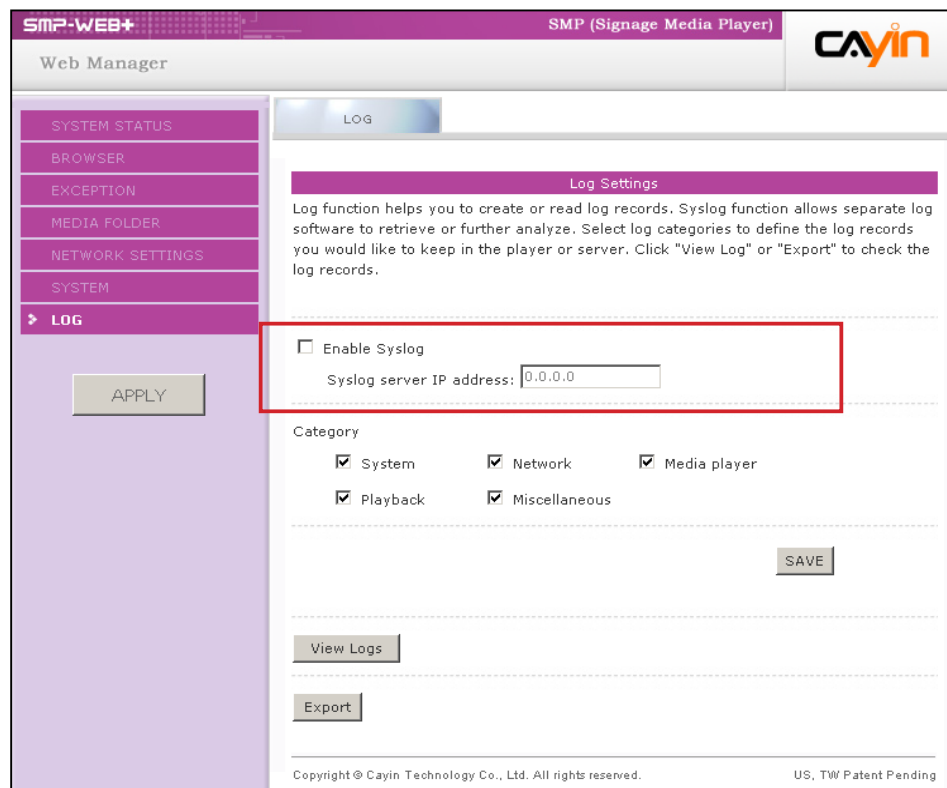 SMP-WEB+
SMP (Signage Media Player)
CAYIN
Web Manager
SYSTEM STATUS
BROWSER
EXCEPTION
MEDIA FOLDER
NETWORK SETTINGS
SYSTEM
LOG
APPLY
LOG
Log Settings
Log function helps you to create or read log records. Syslog function allows separate log
software to retrieve or further analyze. Select log categories to define the log records
you would like to keep in the player or server. Click "View Log" or "Export" to check the
log records.
Enable Syslog
Syslog server IP address: 0.0.0.0
Category
System Network Media player
Playback Miscellaneous
SAVE
View Logs
Export
Copyright © Cayin Technology Co., Ltd. All rights reserved. US, TW Patent Pending